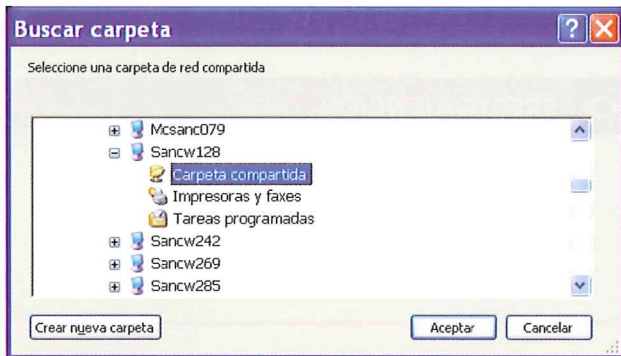 Buscar carpeta
Seleccione una carpeta de red compartida
Mcsanc079
Sancw128
Carpeta compartida
Impresoras y faxes
Tareas programadas
Sancw242
Sancw269
Sancw285
Crear nueva carpeta
Aceptar
Cancelar